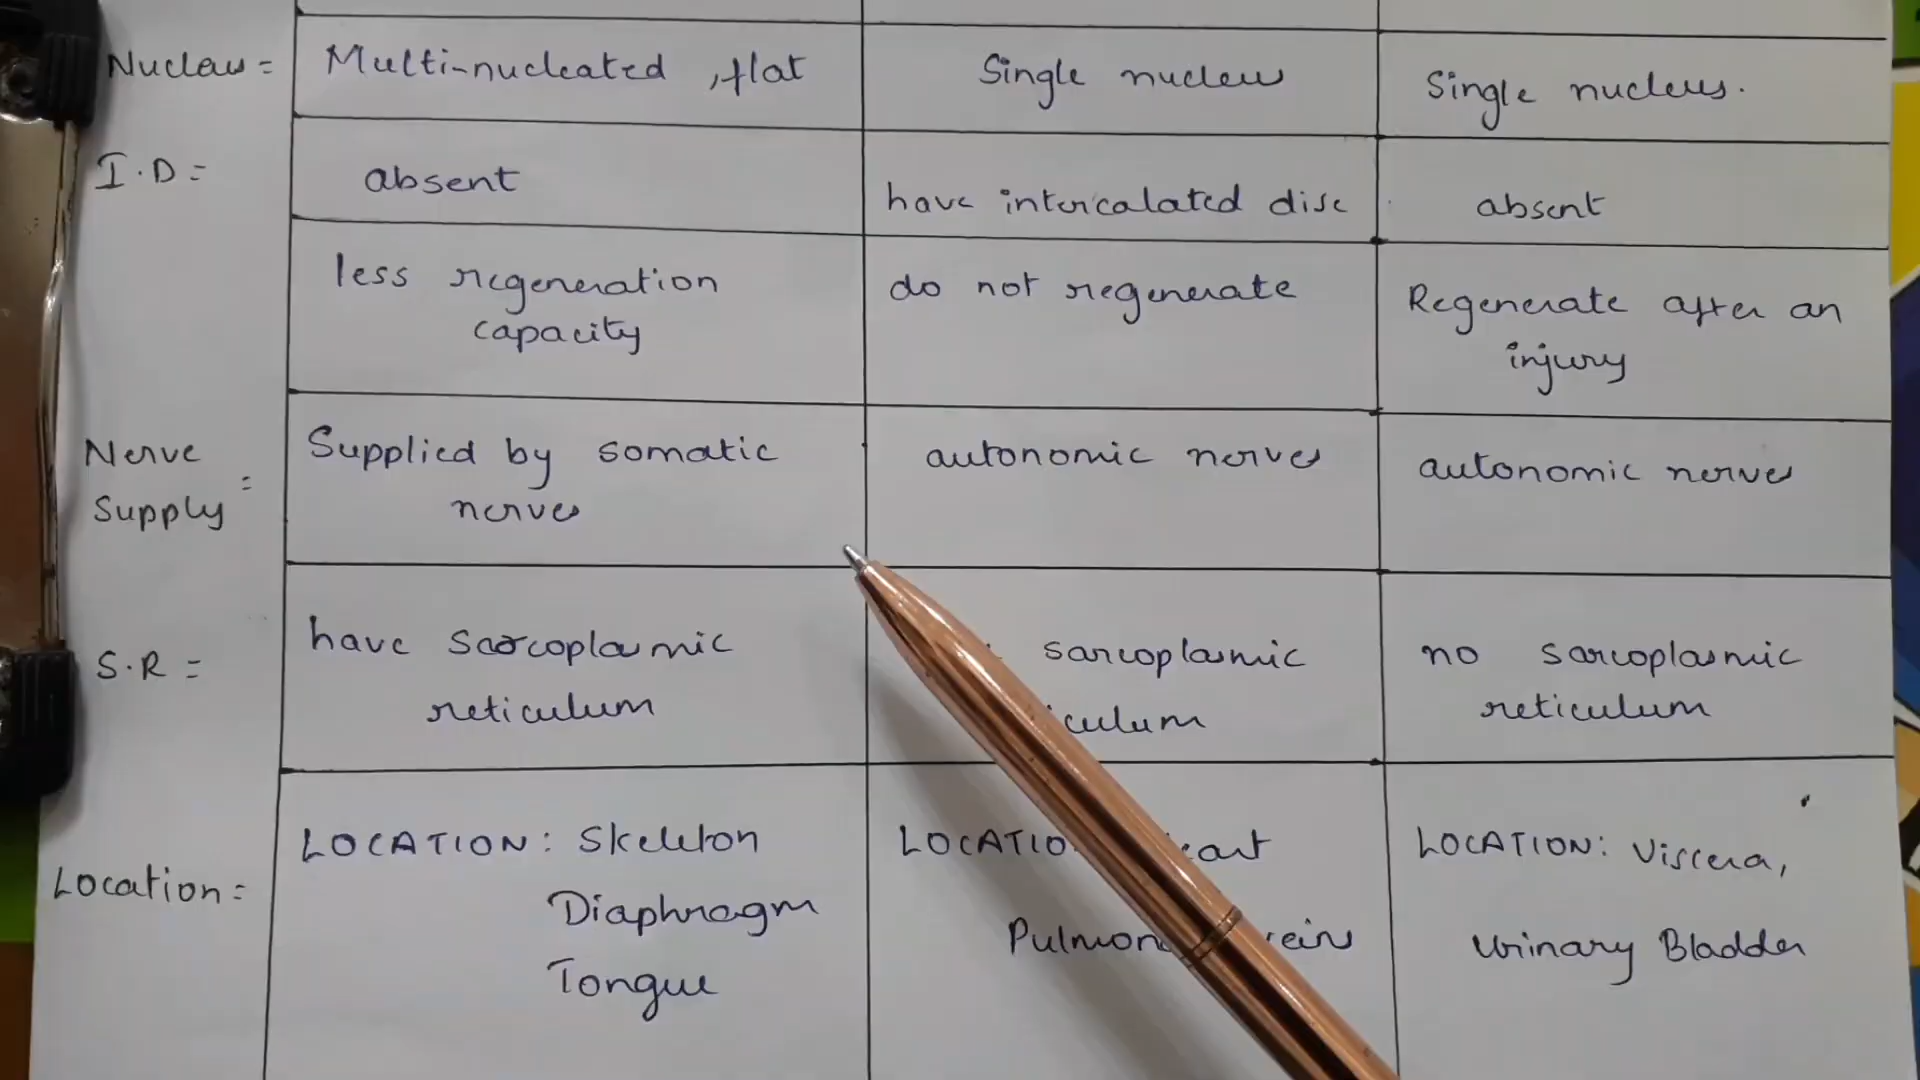 Nucleus =
Multi-nucleated, flat
Single nucleus
Single nucleus.
I.D =
absent
have intercalated disc
absent
less regeneration
capacity
do not regenerate
Regenerate after an
injury
Nerve
Supply =
Supplied by somatic
nerves
autonomic nerves
autonomic nerves
S.R =
have sarcoplasmic
reticulum
sarcoplasmic
no sarcoplasmic
reticulum
Location =
LOCATION: Skeleton
Diaphragm
Tongue
LOCATION: Viscera,
Urinary Bladder